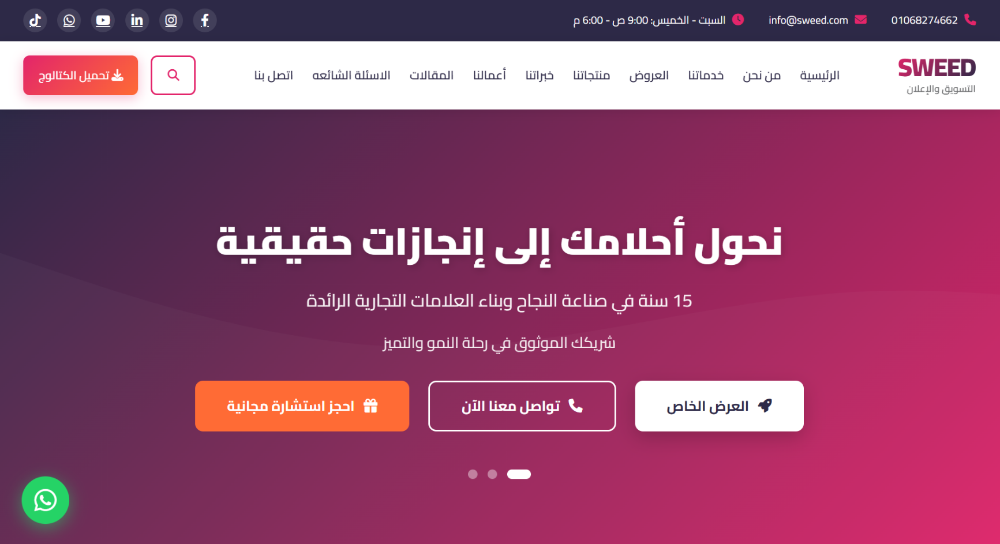 01068274662
info@sweed.com
السبت - الخميس: 9:00 ص - 6:00 م
SWEED
التسويق والإعلان
الرئيسية
من نحن
خدماتنا
العروض
منتجاتنا
خبراتنا
أعمالنا
المقالات
الاسئلة الشائعه
اتصل بنا
تحميل الكتالوج
نحول أحلامك إلى إنجازات حقيقية
15 سنة في صناعة النجاح وبناء العلامات التجارية الرائدة
شريكك الموثوق في رحلة النمو والتميز
العرض الخاص
تواصل معنا الآن
احجز استشارة مجانية